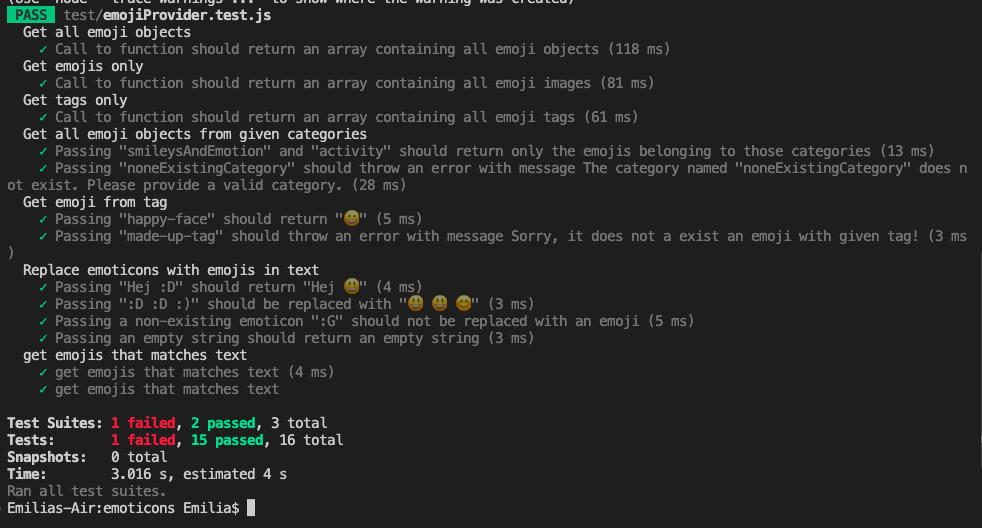 (Use `node --trace-warnings ...` to show where the warning was created)
PASS test/emojiProvider.test.js
Get all emoji objects
✓ Call to function should return an array containing all emoji objects (118 ms)
Get emojis only
✓ Call to function should return an array containing all emoji images (81 ms)
Get tags only
✓ Call to function should return an array containing all emoji tags (61 ms)
Get all emoji objects from given categories
✓ Passing "smileysAndEmotion" and "activity" should return only the emojis belonging to those categories (13 ms)
✓ Passing "noneExistingCategory" should throw an error with message The category named "noneExistingCategory" does n
ot exist. Please provide a valid category. (28 ms)
Get emoji from tag
✓ Passing "happy-face" should return "😀" (5 ms)
✓ Passing "made-up-tag" should throw an error with message Sorry, it does not a exist an emoji with given tag! (3 ms
)
Replace emoticons with emojis in text
✓ Passing "Hej :D" should return "Hej 😃" (4 ms)
✓ Passing ":D :D :)" should be replaced with "😃 😃 😊" (3 ms)
✓ Passing a non-existing emoticon ":G" should not be replaced with an emoji (5 ms)
✓ Passing an empty string should return an empty string (3 ms)
get emojis that matches text
✓ get emojis that matches text (4 ms)
✓ get emojis that matches text
Test Suites: 1 failed, 2 passed, 3 total
Tests: 1 failed, 15 passed, 16 total
Snapshots: 0 total
Time: 3.016 s, estimated 4 s
Ran all test suites.
Emilias-Air:emoticons Emilia$